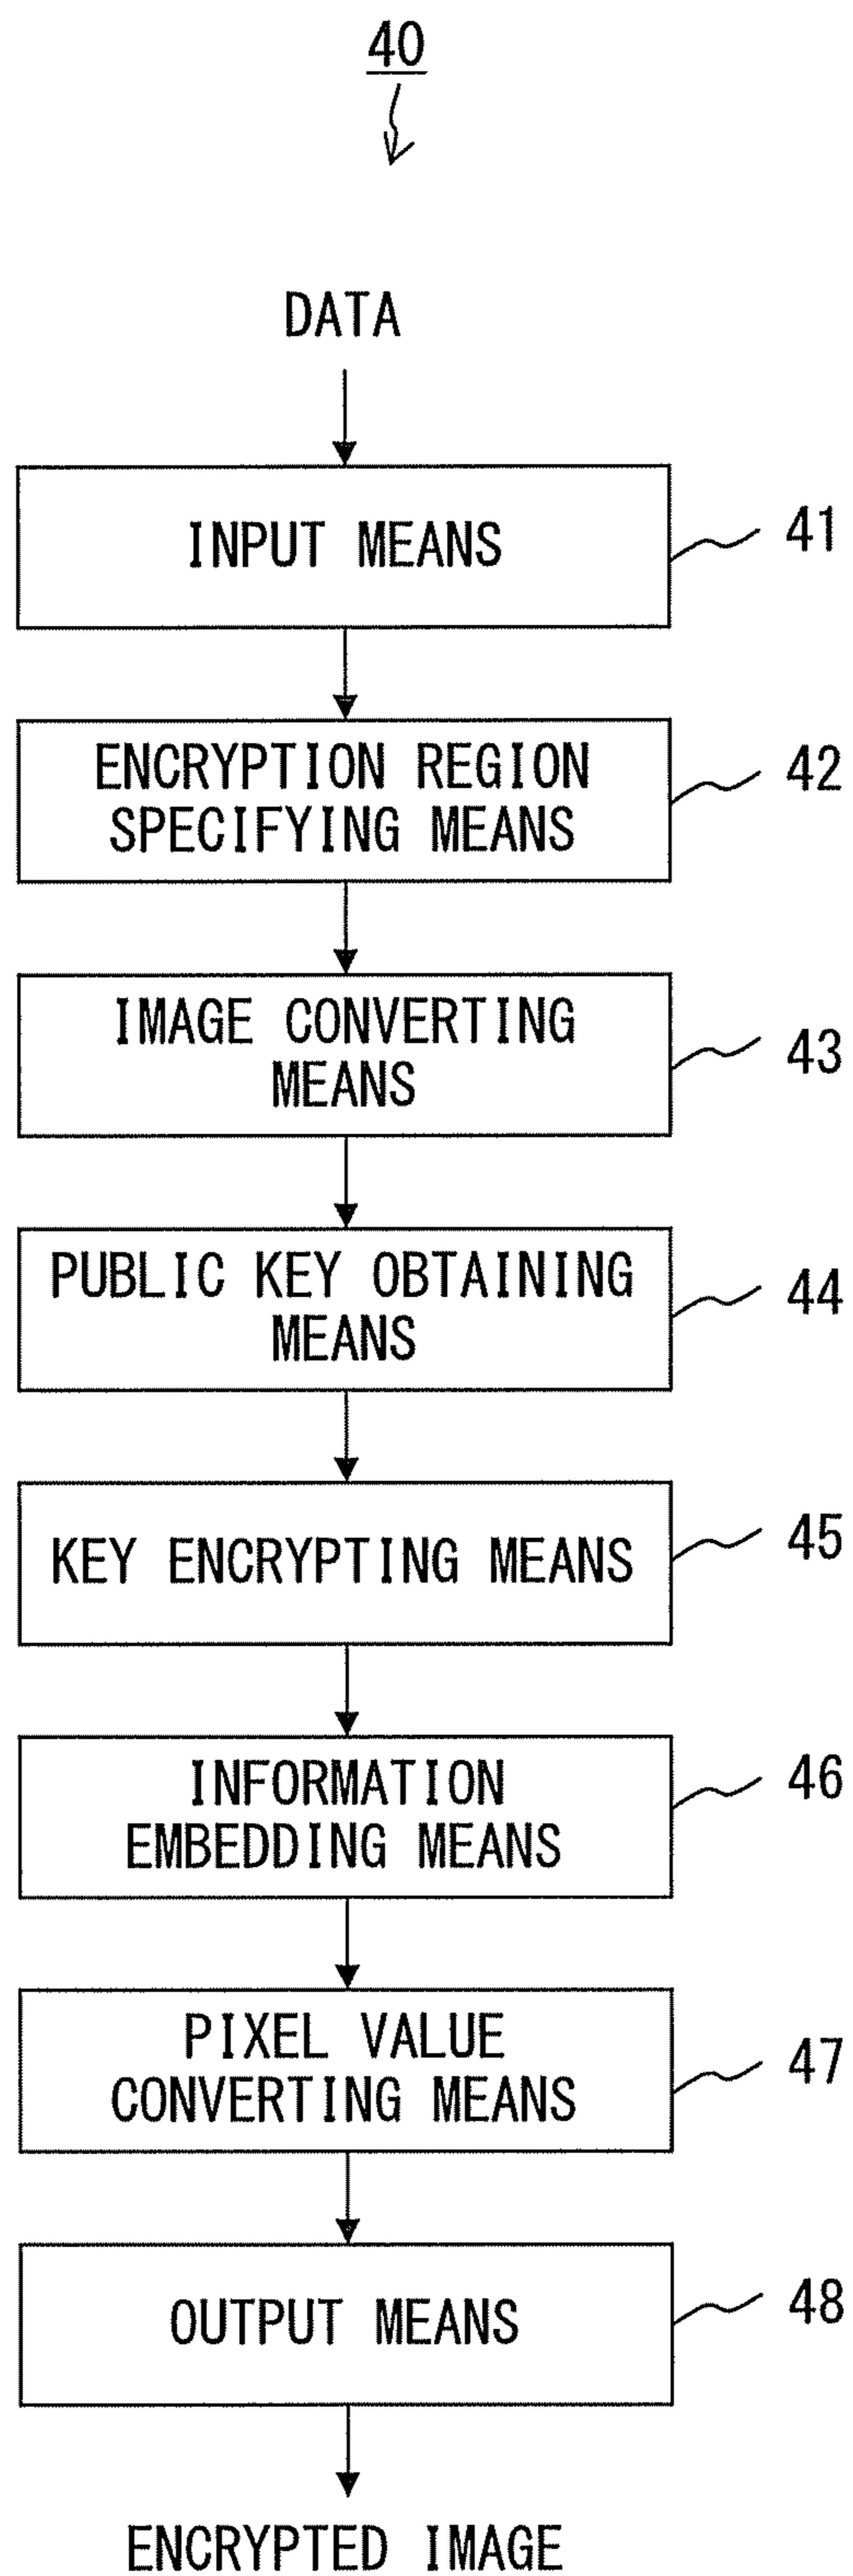 40
DATA
INPUT MEANS
41
ENCRYPTION REGION
SPECIFYING MEANS
42
IMAGE CONVERTING
MEANS
43
PUBLIC KEY OBTAINING
MEANS
44
KEY ENCRYPTING MEANS
45
INFORMATION
EMBEDDING MEANS
46
PIXEL VALUE
CONVERTING MEANS
47
OUTPUT MEANS
48
ENCRYPTED IMAGE